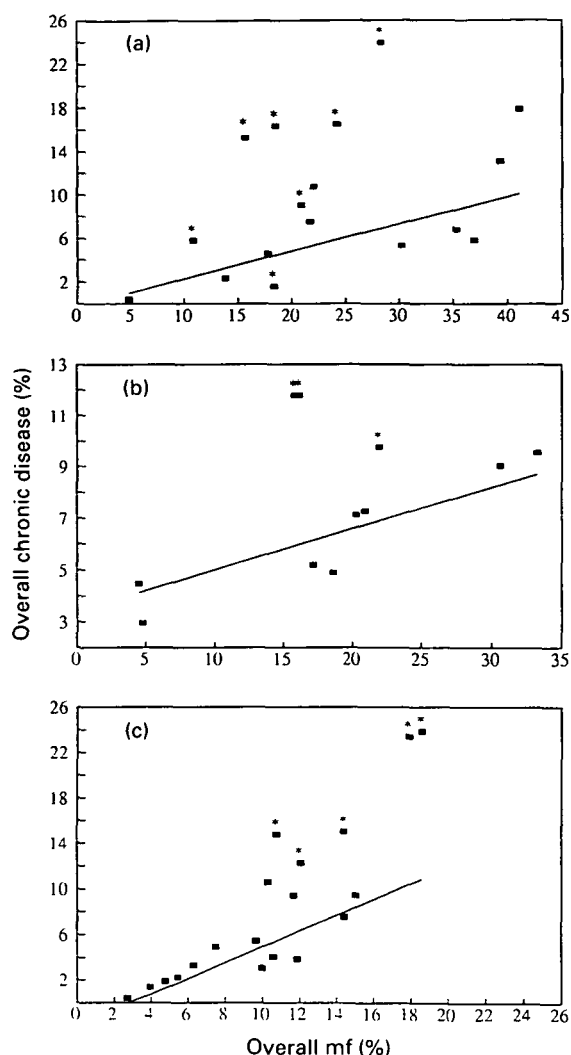 26
22
18
14
10
6
2
(a)
* * * * * * *
0 5 10 15 20 25 30 35 40 45
13
11
9
7
5
3
(b)
** *
0 5 10 15 20 25 30 35
26
22
18
14
10
6
2
(c)
* * * * *
0 2 4 6 8 10 12 14 16 18 20 22 24 26
Overall chronic disease (%)
Overall mf (%)